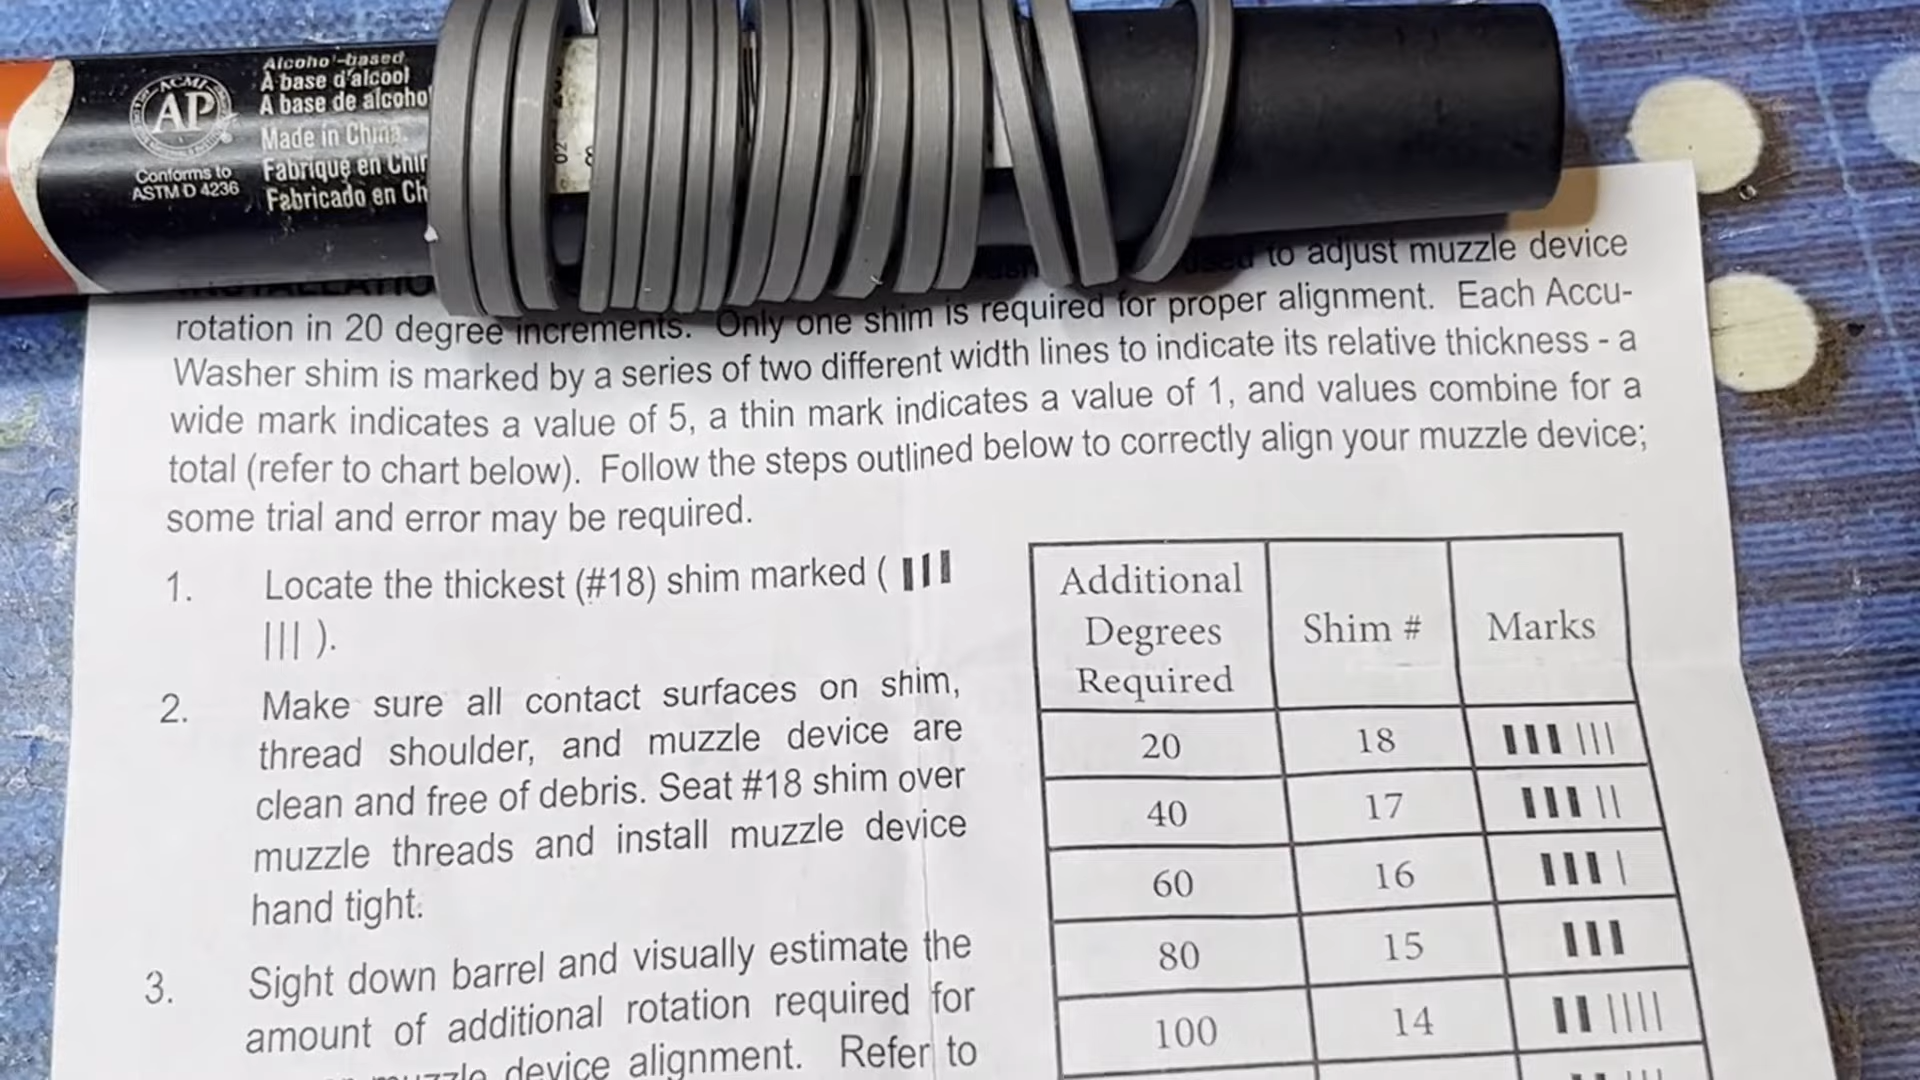 Alcohol-based
À base d'alcool
A base de alcohol
Made in China.
Fabriqué en Chin
Fabricado en Ch
ACMI
AP
Conforms to
ASTM D 4236
to adjust muzzle device
rotation in 20 degree increments. Only one shim is required for proper alignment. Each Accu-
Washer shim is marked by a series of two different width lines to indicate its relative thickness - a
wide mark indicates a value of 5, a thin mark indicates a value of 1, and values combine for a
total (refer to chart below). Follow the steps outlined below to correctly align your muzzle device;
some trial and error may be required.
1. Locate the thickest (#18) shim marked ( ❙❙❙
||| ).
2. Make sure all contact surfaces on shim,
thread shoulder, and muzzle device are
clean and free of debris. Seat #18 shim over
muzzle threads and install muzzle device
hand tight.
3. Sight down barrel and visually estimate the
amount of additional rotation required for
muzzle device alignment. Refer to
Additional
Degrees
Required
Shim #
Marks
20 18 ❙❙❙ |||
40 17 ❙❙❙ ||
60 16 ❙❙❙ |
80 15 ❙❙❙
100 14 ❙❙ ||||